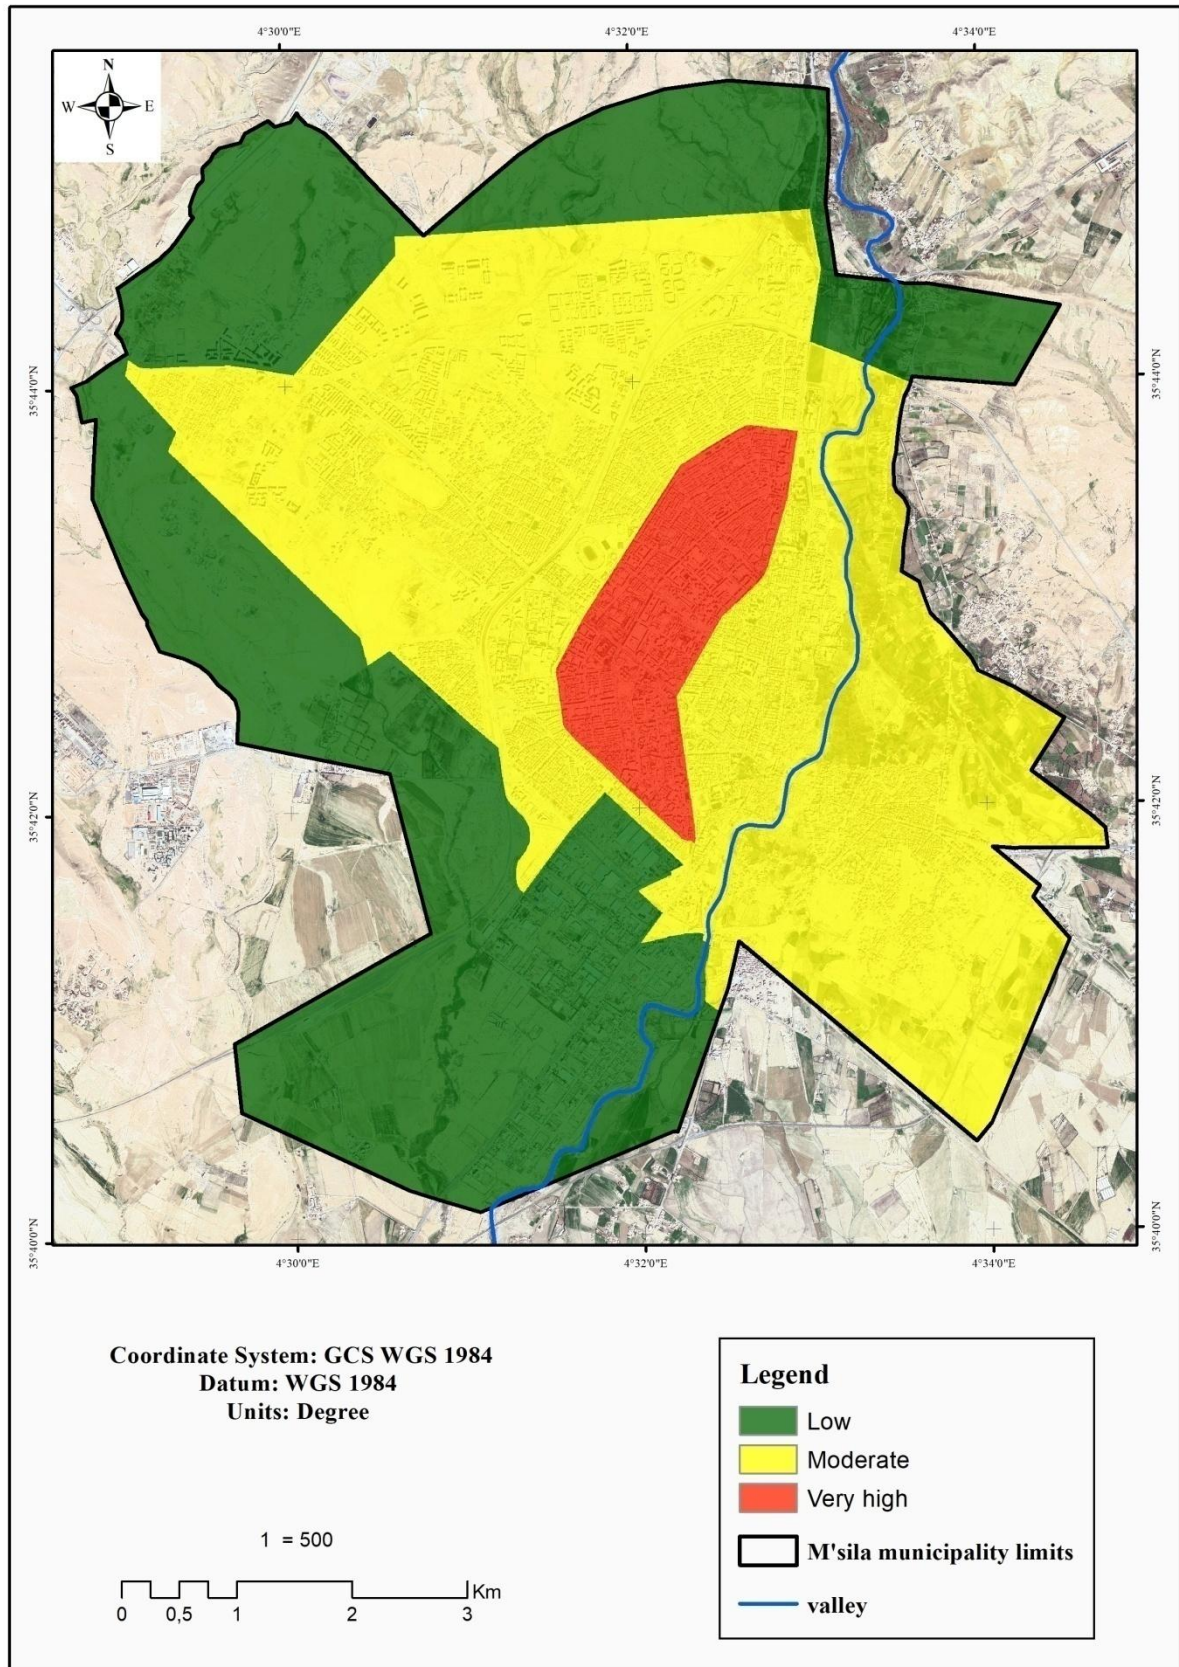 4°30'0"E 4°32'0"E 4°34'0"E
N
W E
S
35°44'0"N 35°44'0"N
35°42'0"N 35°42'0"N
35°40'0"N 35°40'0"N
4°30'0"E 4°32'0"E 4°34'0"E
Coordinate System: GCS WGS 1984
Datum: WGS 1984
Units: Degree
1 = 500
Km
0 0,5 1 2 3
Legend
Low
Moderate
Very high
M'sila municipality limits
valley